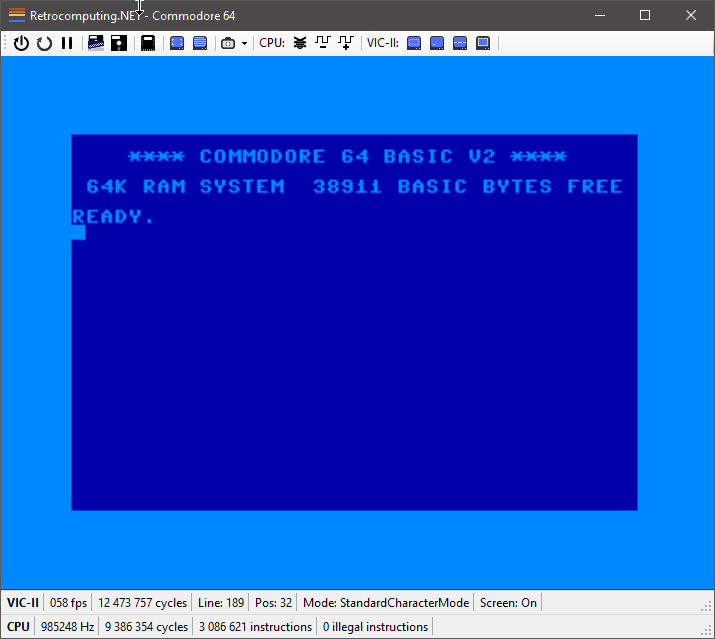 Retrocomputing.NET - Commodore 64
CPU: VIC-II:
**** COMMODORE 64 BASIC V2 ****
64K RAM SYSTEM 38911 BASIC BYTES FREE
READY.
VIC-II 058 fps 12 473 757 cycles Line: 189 Pos: 32 Mode: StandardCharacterMode Screen: On
CPU 985248 Hz 9 386 354 cycles 3 086 621 instructions 0 illegal instructions